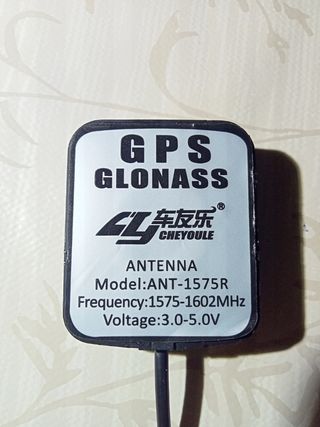 GPS
GLONASS
车友乐®
CHEYOULE
ANTENNA
Model:ANT-1575R
Frequency:1575-1602MHz
Voltage:3.0-5.0V